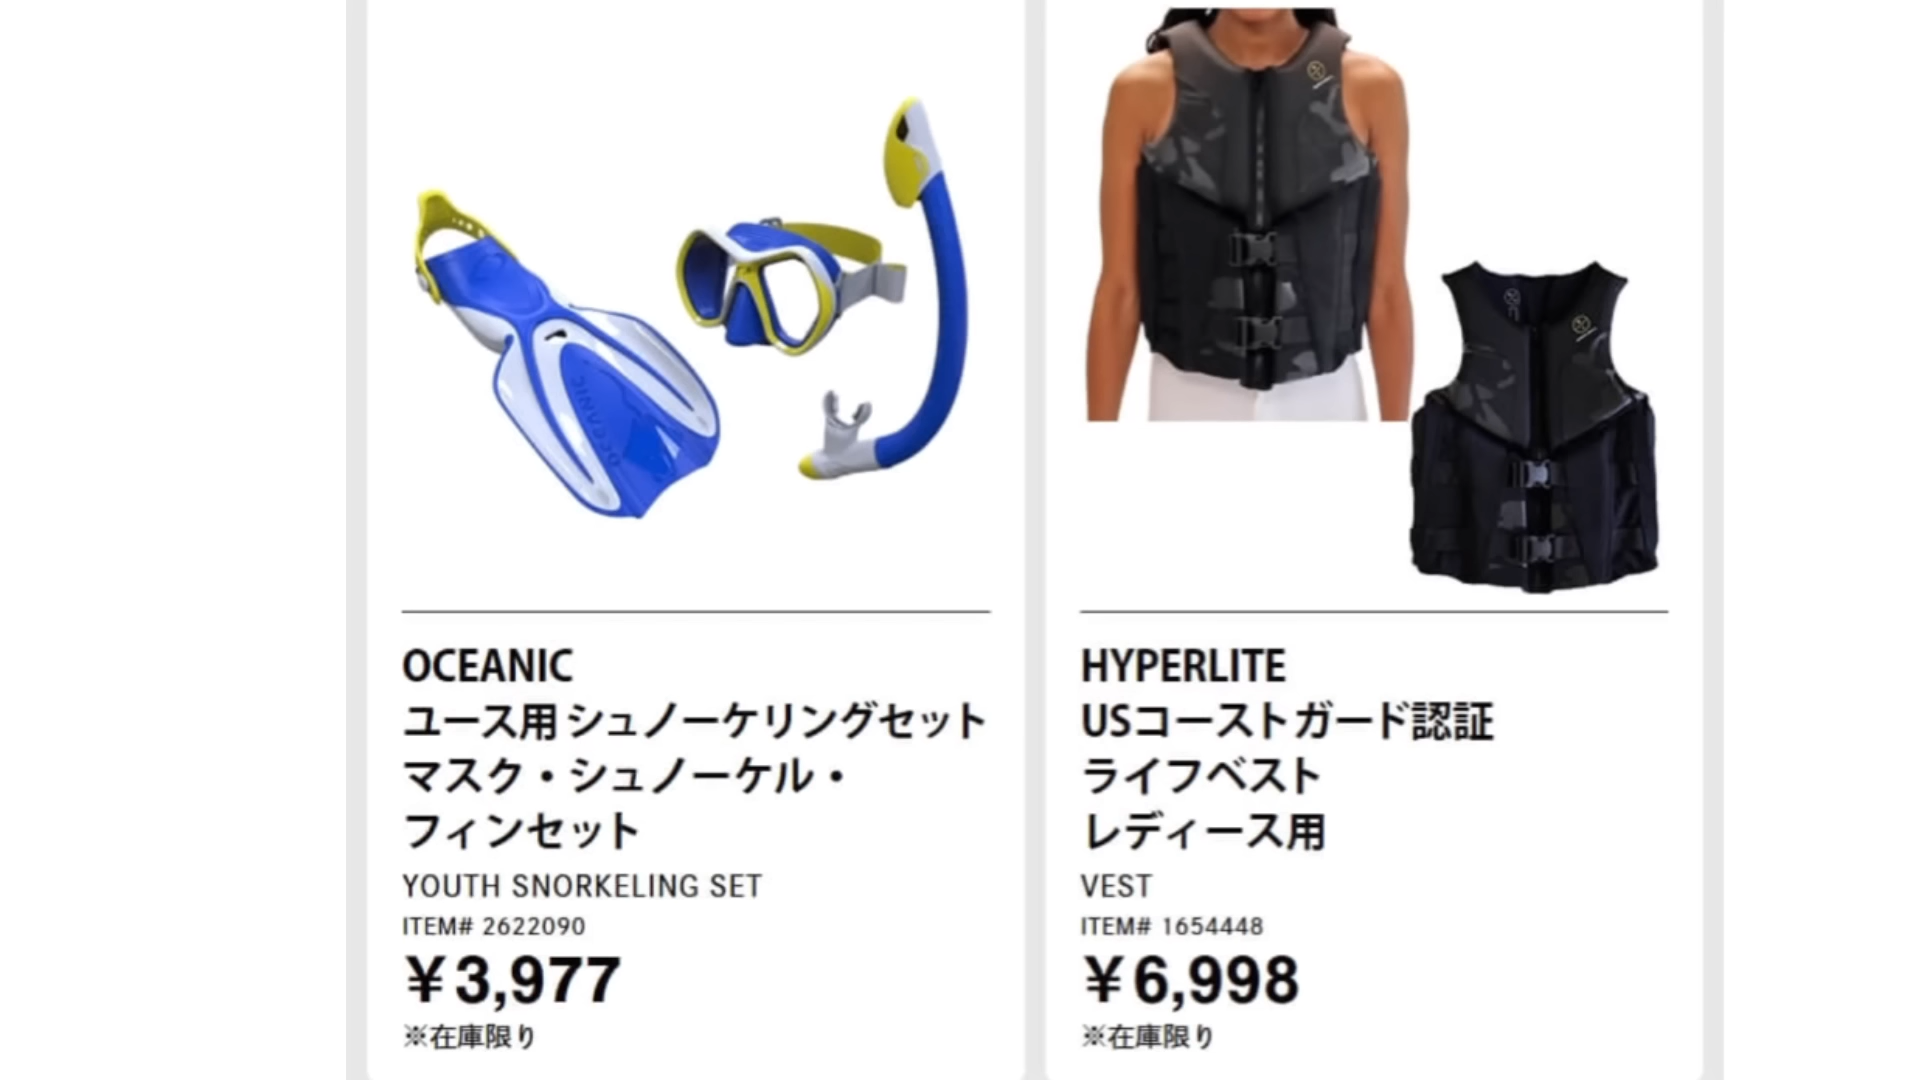 OCEANIC
OCEANIC
ユース用 シュノーケリングセット
マスク・シュノーケル・
フィンセット
YOUTH SNORKELING SET
ITEM# 2622090
¥3,977
※在庫限り
HYPERLITE
USコーストガード認証
ライフベスト
レディース用
VEST
ITEM# 1654448
¥6,998
※在庫限り